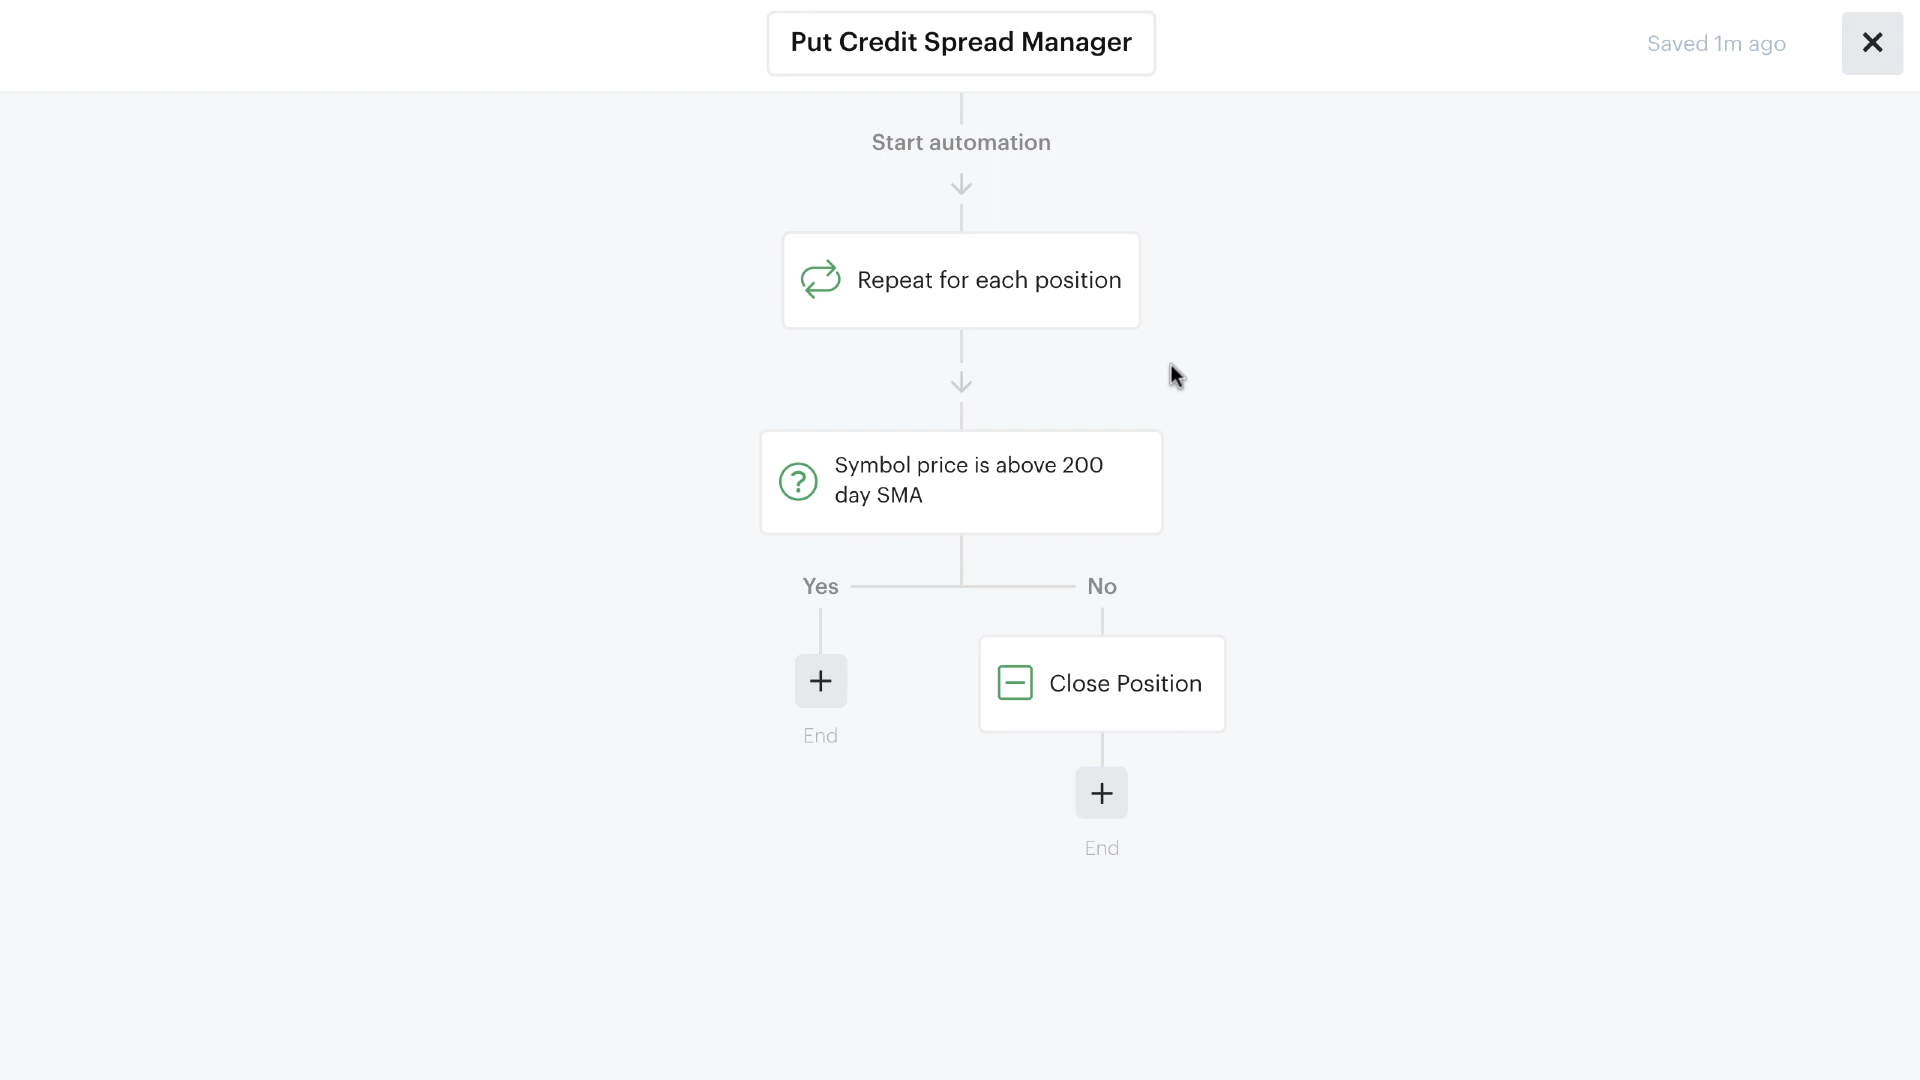 Put Credit Spread Manager
Saved 1m ago
Start automation
Repeat for each position
Symbol price is above 200
day SMA
Yes
No
Close Position
End
End